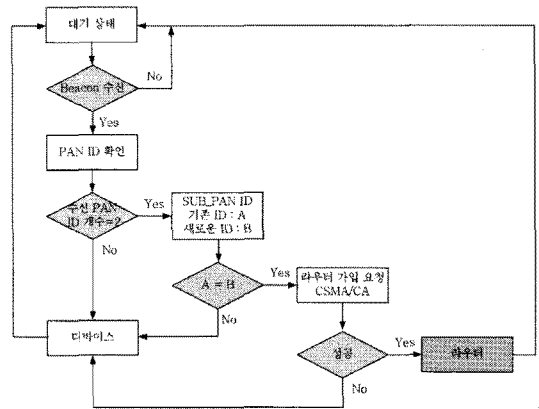 대기 상태
Beacon 수신
No
Yes
PAN ID 확인
수신 PAN
ID 개수=2
Yes
No
SUB_PAN ID
기존 ID : A
새로운 ID : B
A = B
Yes
No
라우터 가입 요청
CSMA/CA
디바이스
성공
Yes
No
라우터